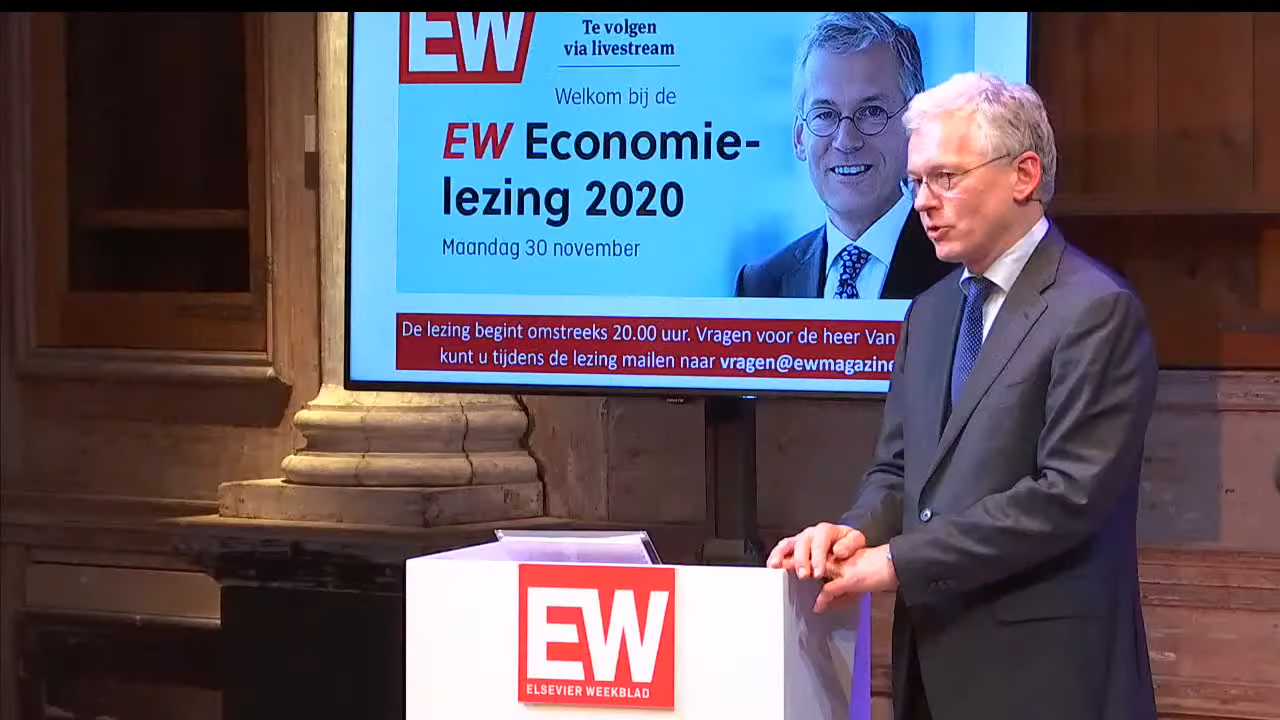 EW
Te volgen
via livestream
Welkom bij de
EW Economie-
lezing 2020
Maandag 30 november
De lezing begint omstreeks 20.00 uur. Vragen voor de heer Van
kunt u tijdens de lezing mailen naar vragen@ewmagazine
EW
ELSEVIER WEEKBLAD